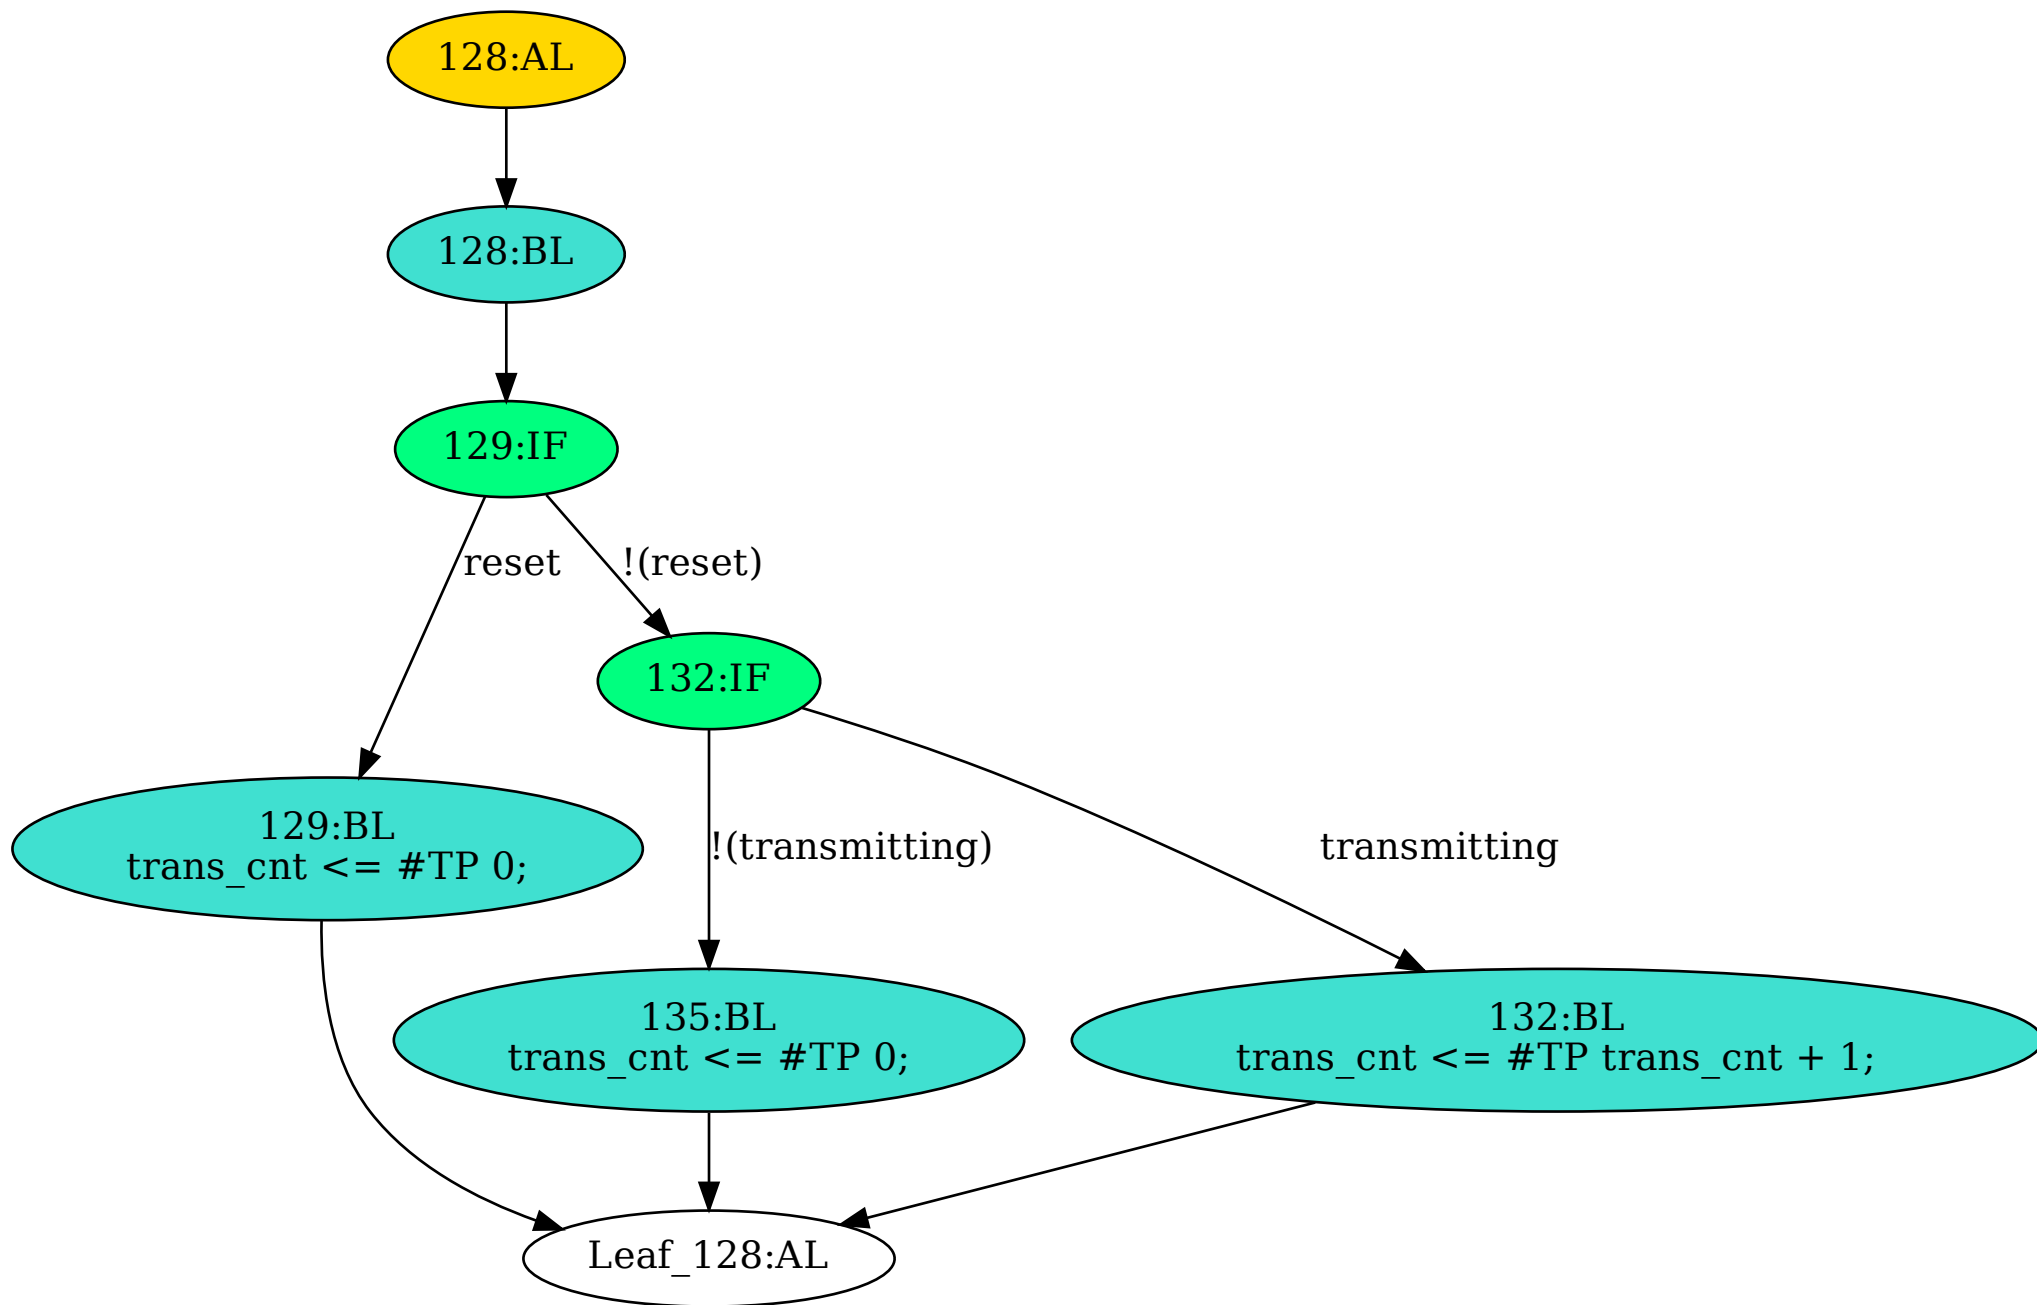 128:AL
128:BL
129:IF
reset
!(reset)
132:IF
129:BL
trans_cnt <= #TP 0;
!(transmitting)
transmitting
135:BL
trans_cnt <= #TP 0;
132:BL
trans_cnt <= #TP trans_cnt + 1;
Leaf_128:AL